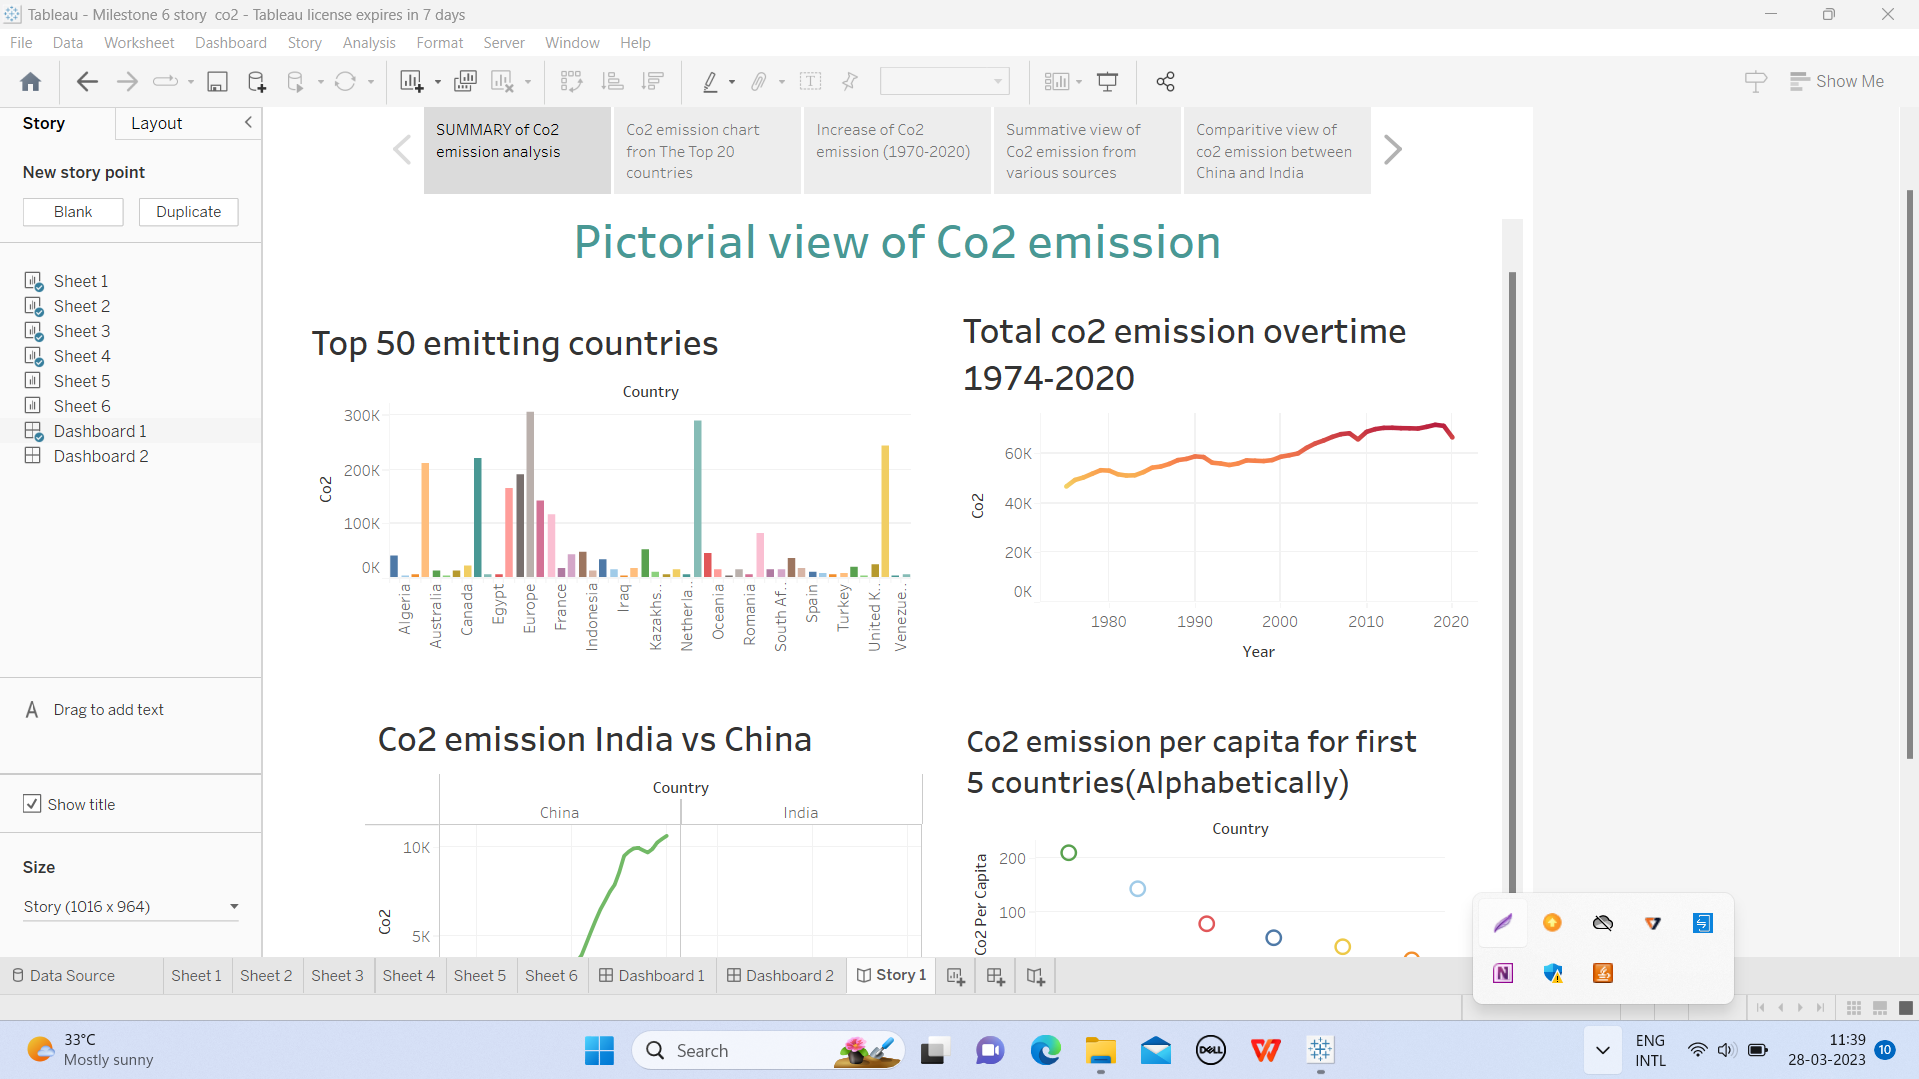 Tableau - Milestone 6 story  co2 - Tableau license expires in 7 days
File Data Worksheet Dashboard Story Analysis Format Server Window Help
Show Me
Story Layout
New story point
Blank Duplicate
Sheet 1
Sheet 2
Sheet 3
Sheet 4
Sheet 5
Sheet 6
Dashboard 1
Dashboard 2
A Drag to add text
Show title
Size
Story (1016 x 964)
SUMMARY of Co2
emission analysis
Co2 emission chart
fron The Top 20
countries
Increase of Co2
emission (1970-2020)
Summative view of
Co2 emission from
various sources
Comparitive view of
co2 emission between
China and India
Pictorial view of Co2 emission
Top 50 emitting countries
Country
300K
200K
100K
0K
Co2
Algeria
Australia
Canada
Egypt
Europe
France
Indonesia
Iraq
Kazakhs..
Netherla..
Oceania
Romania
South Af..
Spain
Turkey
United K..
Venezue..
Total co2 emission overtime
1974-2020
60K
40K
20K
0K
Co2
1980 1990 2000 2010 2020
Year
Co2 emission India vs China
Country
China India
10K
5K
Co2
Co2 emission per capita for first
5 countries(Alphabetically)
Country
200
100
Co2 Per Capita
Data Source Sheet 1 Sheet 2 Sheet 3 Sheet 4 Sheet 5 Sheet 6 Dashboard 1 Dashboard 2 Story 1
33°C
Mostly sunny
Search
DELL
ENG
INTL
11:39
28-03-2023
10